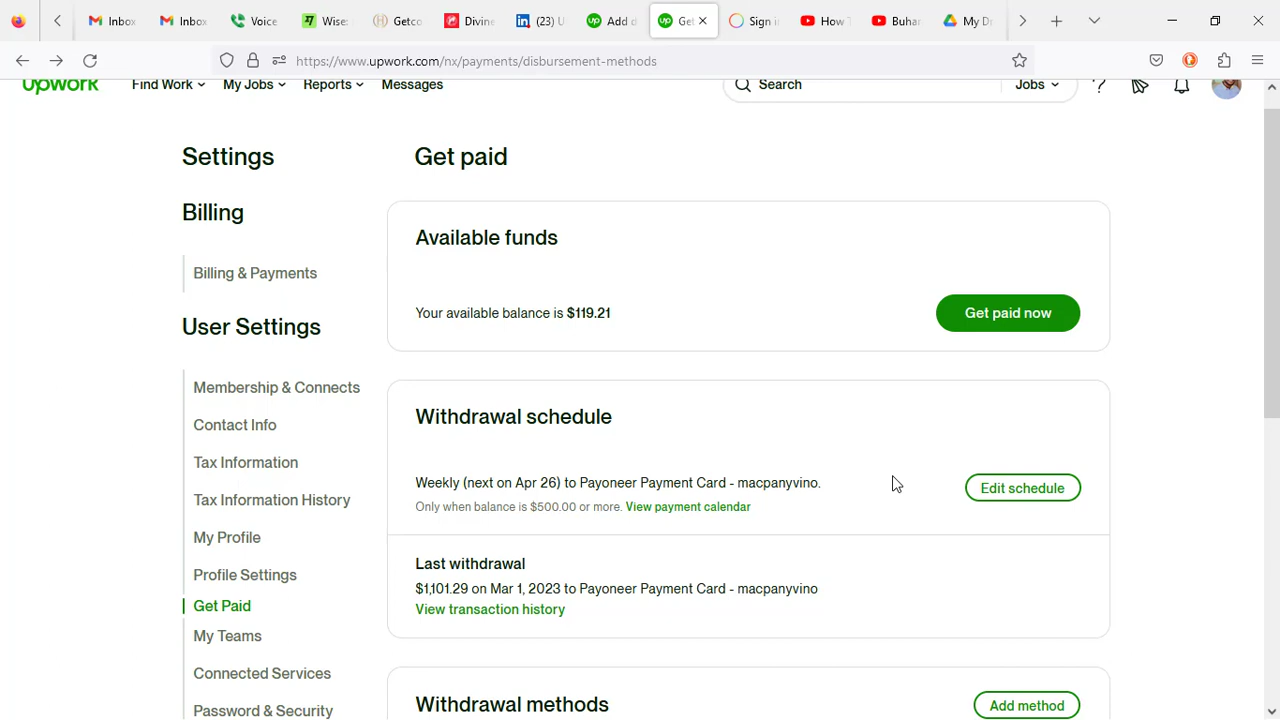 Inbox
Inbox
Voice
Wise:
Getco
Divine
(23) U
Add d
Get
Sign i
How T
Buhar
My Dr
https://www.upwork.com/nx/payments/disbursement-methods
upwork
Find Work
My Jobs
Reports
Messages
Search
Jobs
?
Settings
Billing
Billing & Payments
User Settings
Membership & Connects
Contact Info
Tax Information
Tax Information History
My Profile
Profile Settings
Get Paid
My Teams
Connected Services
Password & Security
Get paid
Available funds
Your available balance is $119.21
Get paid now
Withdrawal schedule
Weekly (next on Apr 26) to Payoneer Payment Card - macpanyvino.
Only when balance is $500.00 or more. View payment calendar
Edit schedule
Last withdrawal
$1,101.29 on Mar 1, 2023 to Payoneer Payment Card - macpanyvino
View transaction history
Withdrawal methods
Add method